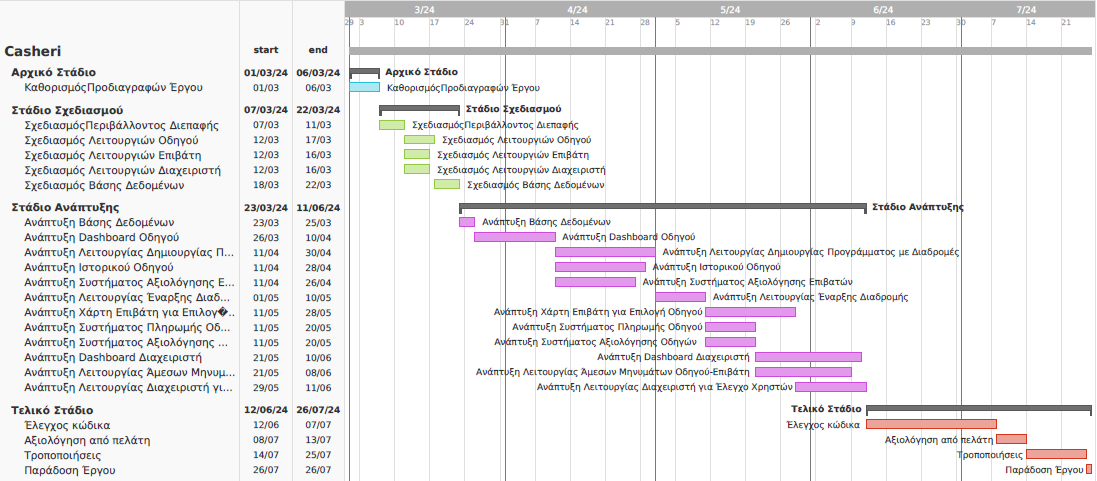 3/24 4/24 5/24 6/24 7/24
29 3 10 17 24 31 7 14 21 28 5 12 19 26 2 9 16 23 30 7 14 21
Casheri start end
Αρχικό Στάδιο 01/03/24 06/03/24 Αρχικό Στάδιο
ΚαθορισμόςΠροδιαγραφών Έργου 01/03 06/03 ΚαθορισμόςΠροδιαγραφών Έργου
Στάδιο Σχεδιασμού 07/03/24 22/03/24 Στάδιο Σχεδιασμού
ΣχεδιασμόςΠεριβάλλοντος Διεπαφής 07/03 11/03 ΣχεδιασμόςΠεριβάλλοντος Διεπαφής
Σχεδιασμός Λειτουργιών Οδηγού 12/03 17/03 Σχεδιασμός Λειτουργιών Οδηγού
Σχεδιασμός Λειτουργιών Επιβάτη 12/03 16/03 Σχεδιασμός Λειτουργιών Επιβάτη
Σχεδιασμός Λειτουργιών Διαχειριστή 12/03 16/03 Σχεδιασμός Λειτουργιών Διαχειριστή
Σχεδιασμός Βάσης Δεδομένων 18/03 22/03 Σχεδιασμός Βάσης Δεδομένων
Στάδιο Ανάπτυξης 23/03/24 11/06/24 Στάδιο Ανάπτυξης
Ανάπτυξη Βάσης Δεδομένων 23/03 25/03 Ανάπτυξη Βάσης Δεδομένων
Ανάπτυξη Dashboard Οδηγού 26/03 10/04 Ανάπτυξη Dashboard Οδηγού
Ανάπτυξη Λειτουργίας Δημιουργίας Π... 11/04 30/04 Ανάπτυξη Λειτουργίας Δημιουργίας Προγράμματος με Διαδρομές
Ανάπτυξη Ιστορικού Οδηγού 11/04 28/04 Ανάπτυξη Ιστορικού Οδηγού
Ανάπτυξη Συστήματος Αξιολόγησης Ε... 11/04 26/04 Ανάπτυξη Συστήματος Αξιολόγησης Επιβατών
Ανάπτυξη Λειτουργίας Έναρξης Διαδ... 01/05 10/05 Ανάπτυξη Λειτουργίας Έναρξης Διαδρομής
Ανάπτυξη Χάρτη Επιβάτη για Επιλογ�.. 11/05 28/05 Ανάπτυξη Χάρτη Επιβάτη για Επιλογή Οδηγού
Ανάπτυξη Συστήματος Πληρωμής Οδ... 11/05 20/05 Ανάπτυξη Συστήματος Πληρωμής Οδηγού
Ανάπτυξη Συστήματος Αξιολόγησης ... 11/05 20/05 Ανάπτυξη Συστήματος Αξιολόγησης Οδηγών
Ανάπτυξη Dashboard Διαχειριστή 21/05 10/06 Ανάπτυξη Dashboard Διαχειριστή
Ανάπτυξη Λειτουργίας Άμεσων Μηνυμ... 21/05 08/06 Ανάπτυξη Λειτουργίας Άμεσων Μηνυμάτων Οδηγού-Επιβάτη
Ανάπτυξη Λειτουργίας Διαχειριστή γι... 29/05 11/06 Ανάπτυξη Λειτουργίας Διαχειριστή για Έλεγχο Χρηστών
Τελικό Στάδιο 12/06/24 26/07/24 Τελικό Στάδιο
Έλεγχος κώδικα 12/06 07/07 Έλεγχος κώδικα
Αξιολόγηση από πελάτη 08/07 13/07 Αξιολόγηση από πελάτη
Τροποποιήσεις 14/07 25/07 Τροποποιήσεις
Παράδοση Έργου 26/07 26/07 Παράδοση Έργου